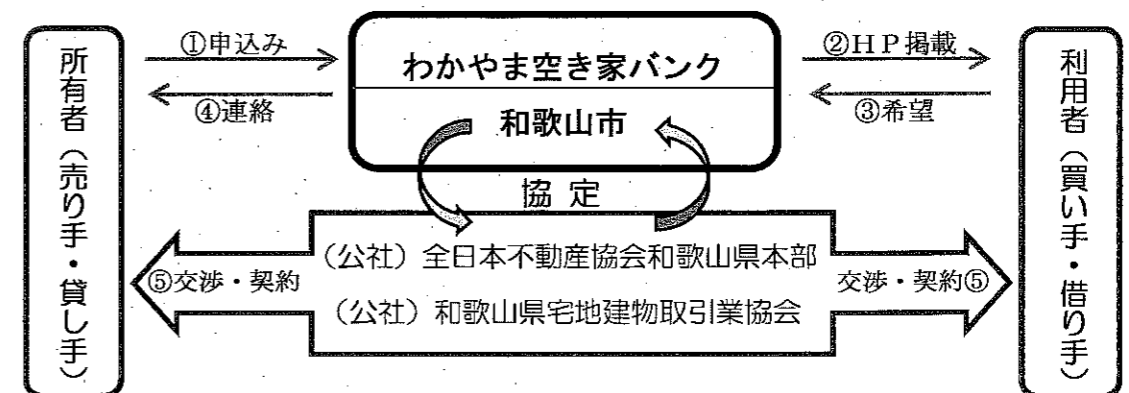 所有者（売り手・貸し手）
①申込み
④連絡
わかやま空き家バンク
和歌山市
②HP掲載
③希望
利用者（買い手・借り手）
協定
⑤交渉・契約
（公社）全日本不動産協会和歌山県本部
（公社）和歌山県宅地建物取引業協会
交渉・契約⑤